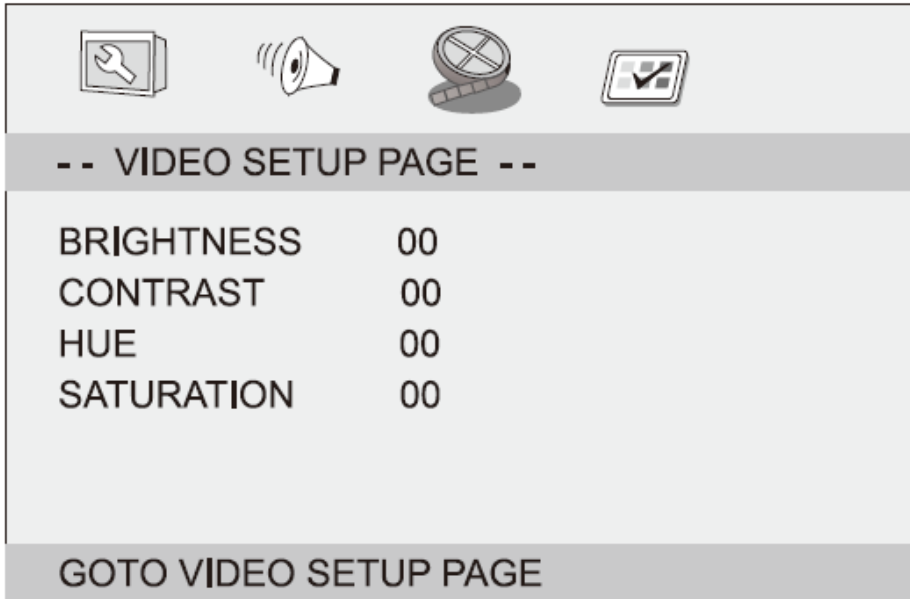 -- VIDEO SETUP PAGE --
BRIGHTNESS 00
CONTRAST 00
HUE 00
SATURATION 00
GOTO VIDEO SETUP PAGE